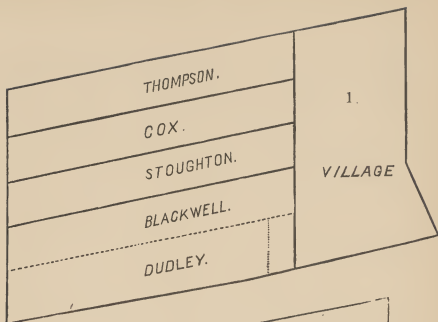 THOMPSON.
COX.
STOUGHTON.
BLACKWELL.
DUDLEY.
1.
VILLAGE